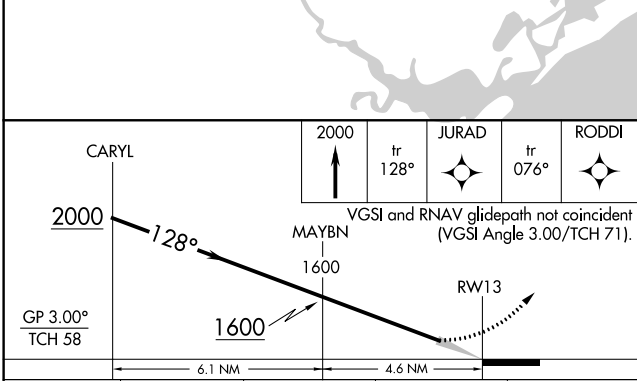 2000
tr
128°
JURAD
tr
076°
RODDI
CARYL
VGSI and RNAV glidepath not coincident
(VGSI Angle 3.00/TCH 71).
2000
128°
MAYBN
1600
RW13
GP 3.00°
TCH 58
1600
6.1 NM
4.6 NM